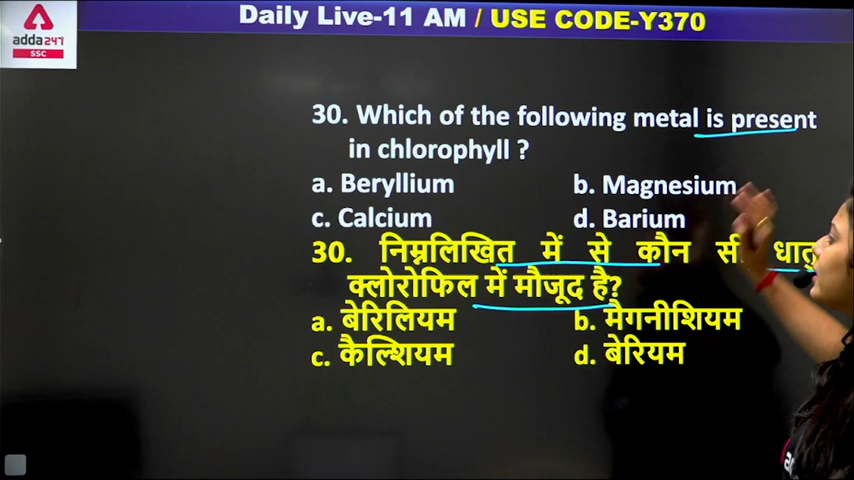 Daily Live-11 AM / USE CODE-Y370
adda247
SSC
30. Which of the following metal is present
in chlorophyll ?
a. Beryllium b. Magnesium
c. Calcium d. Barium
30. निम्नलिखित में से कौन सी धातु
क्लोरोफिल में मौजूद है?
a. बेरिलियम b. मैगनीशियम
c. कैल्शियम d. बेरियम